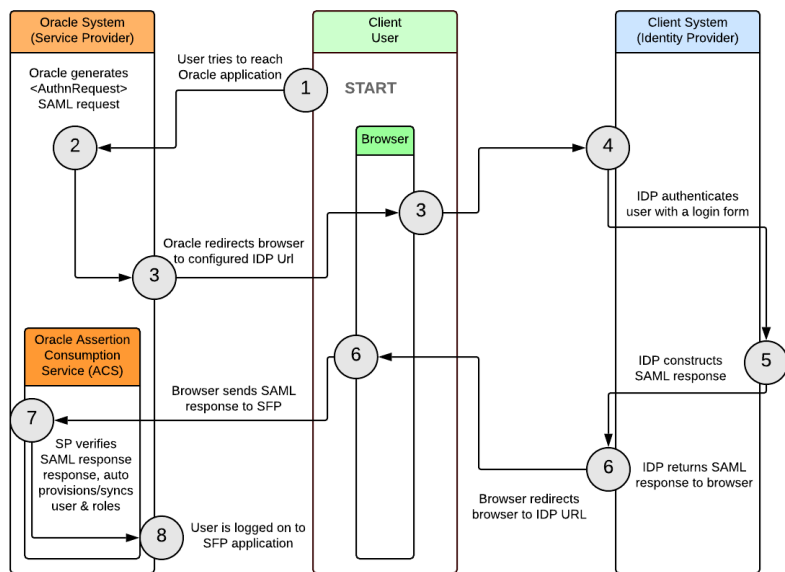 Oracle System
(Service Provider)
Client
User
Client System
(Identity Provider)
User tries to reach
Oracle application
1
START
Oracle generates
<AuthnRequest>
SAML request
2
Browser
4
IDP authenticates
user with a login form
3
Oracle redirects browser
to configured IDP Url
3
Oracle Assertion
Consumption
Service (ACS)
6
IDP constructs
SAML response
5
Browser sends SAML
response to SFP
7
SP verifies
SAML response
response, auto
provisions/syncs
user & roles
6
IDP returns SAML
response to browser
Browser redirects
browser to IDP URL
8
User is logged on to
SFP application